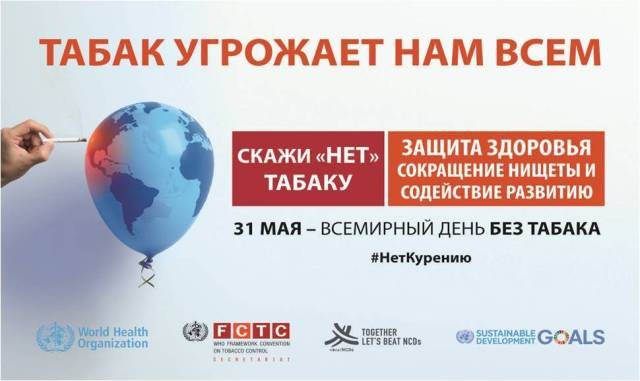 ТАБАК УГРОЖАЕТ НАМ ВСЕМ
СКАЖИ «НЕТ»
ТАБАКУ
ЗАЩИТА ЗДОРОВЬЯ
СОКРАЩЕНИЕ НИЩЕТЫ И
СОДЕЙСТВИЕ РАЗВИТИЮ
31 МАЯ – ВСЕМИРНЫЙ ДЕНЬ БЕЗ ТАБАКА
#НетКурению
World Health
Organization
FCTC
WHO FRAMEWORK CONVENTION
ON TOBACCO CONTROL
SECRETARIAT
TOGETHER
LET'S BEAT NCDs
SUSTAINABLE
DEVELOPMENT
GOALS